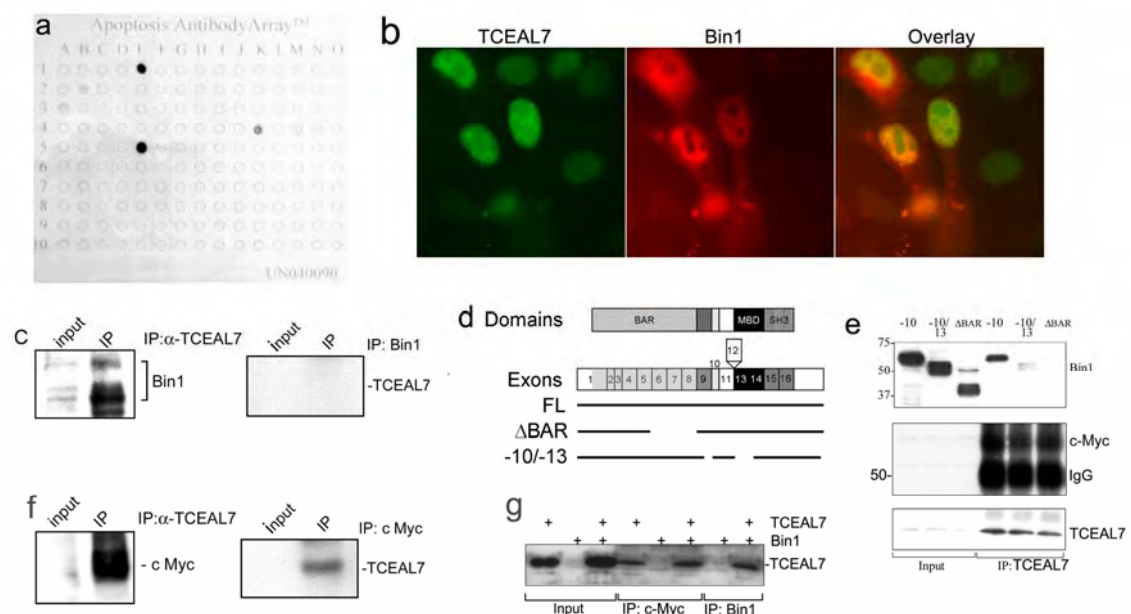 a
Apoptosis AntibodyArray™
A B C D E F G H I J K L M N O
1
2
3
4
5
6
7
8
9
10
UN040090
b
TCEAL7 Bin1 Overlay
c
input IP IP:α-TCEAL7
Bin1
input IP IP: Bin1
-TCEAL7
d Domains
BAR MBD SH3
10 12
Exons 1 2 3 4 5 6 7 8 9 11 13 14 15 16
FL
ΔBAR
-10/-13
e
-10 -10/13 ΔBAR -10 -10/13 ΔBAR
75
50
37-
Bin1
c-Myc
50- IgG
TCEAL7
Input IP:TCEAL7
f
input IP IP:α-TCEAL7
- c Myc
input IP IP: c Myc
-TCEAL7
g
+ + + + + TCEAL7
+ + + + + + Bin1
-TCEAL7
Input IP: c-Myc IP: Bin1